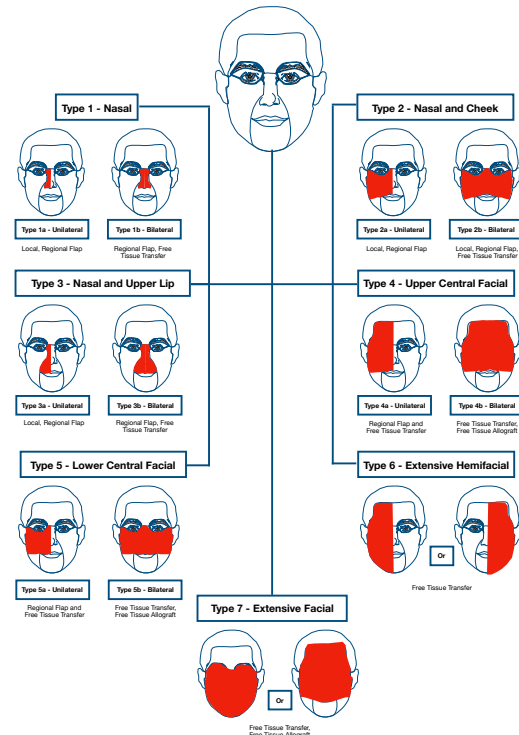 Type 1 - Nasal
Type 2 - Nasal and Cheek
Type 1a - Unilateral
Type 1b - Bilateral
Local, Regional Flap
Regional Flap, Free
Tissue Transfer
Type 2a - Unilateral
Type 2b - Bilateral
Local, Regional Flap
Local, Regional Flap,
Free Tissue Transfer
Type 3 - Nasal and Upper Lip
Type 4 - Upper Central Facial
Type 3a - Unilateral
Type 3b - Bilateral
Local, Regional Flap
Regional Flap, Free
Tissue Transfer
Type 4a - Unilateral
Type 4b - Bilateral
Regional Flap and
Free Tissue Transfer
Free Tissue Transfer,
Free Tissue Allograft
Type 5 - Lower Central Facial
Type 6 - Extensive Hemifacial
Type 5a - Unilateral
Type 5b - Bilateral
Regional Flap and
Free Tissue Transfer
Free Tissue Transfer,
Free Tissue Allograft
Or
Free Tissue Transfer
Type 7 - Extensive Facial
Or
Free Tissue Transfer,
Free Tissue Allograft